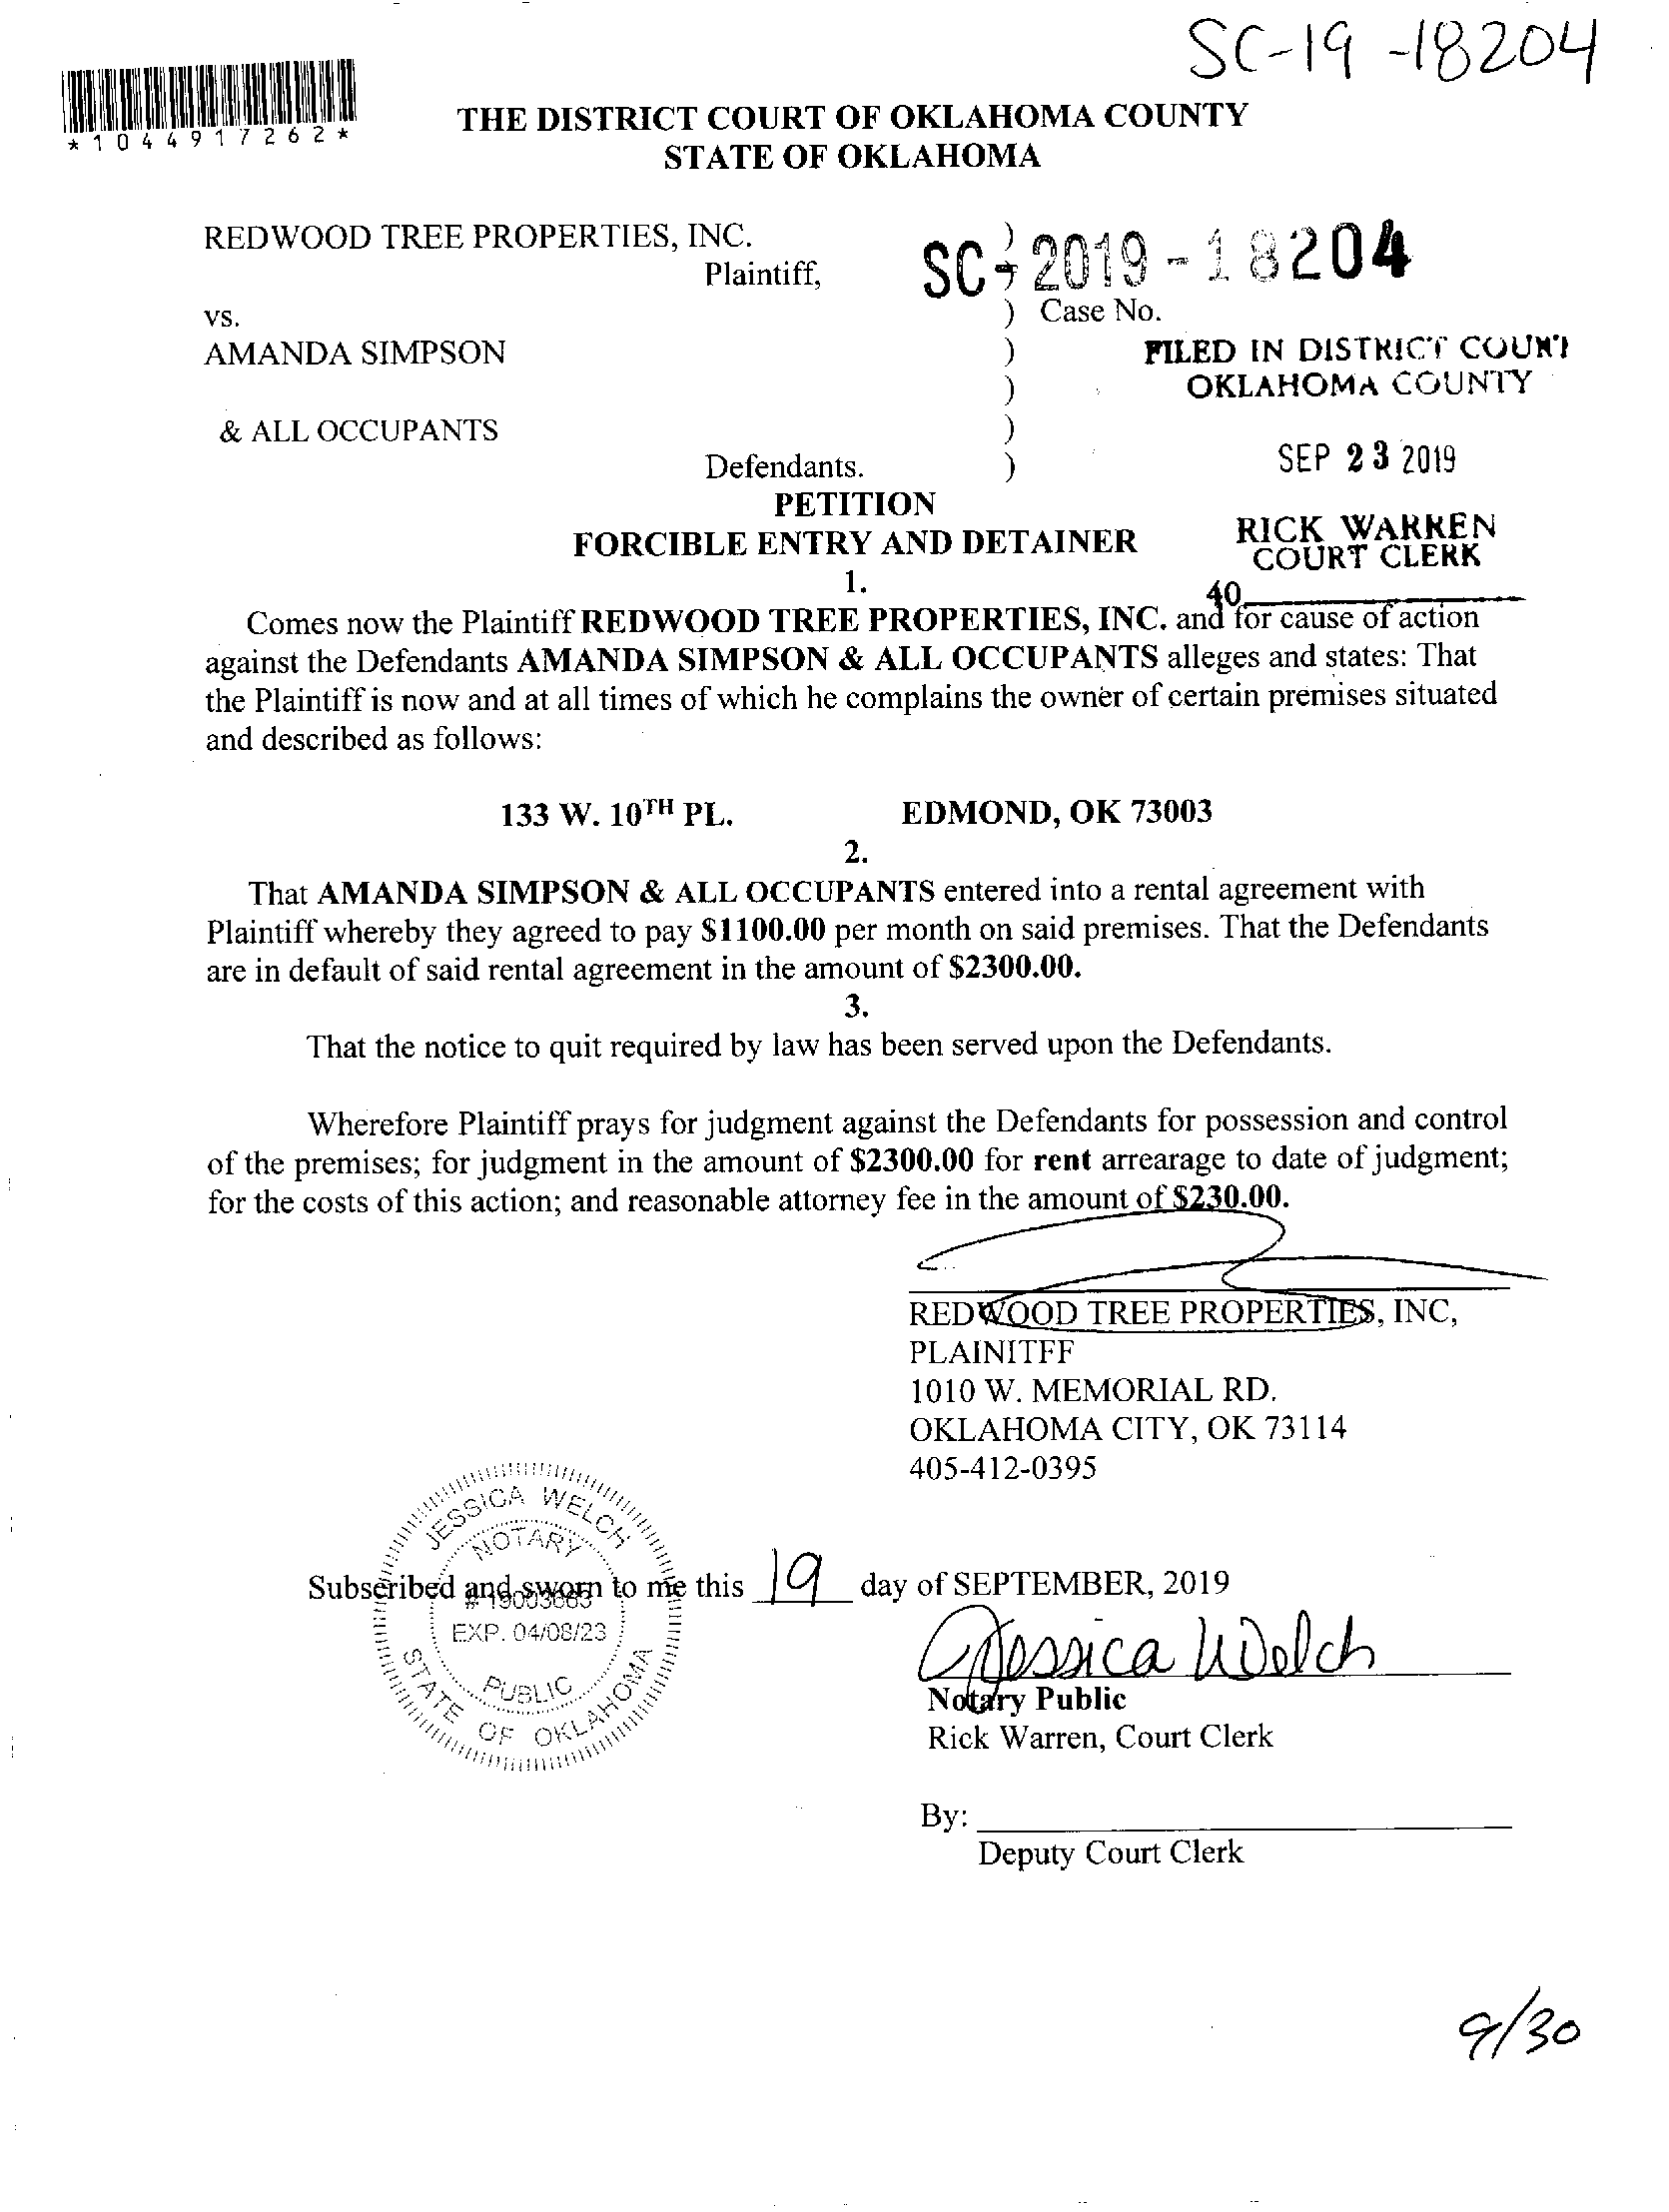 SC-19-18204
*1044917262*
THE DISTRICT COURT OF OKLAHOMA COUNTY
STATE OF OKLAHOMA
REDWOOD TREE PROPERTIES, INC. )
Plaintiff, SC-2019-18204
)
vs. ) Case No.
AMANDA SIMPSON ) FILED IN DISTRICT COURT
) OKLAHOMA COUNTY
& ALL OCCUPANTS )
Defendants. ) SEP 23 2019
PETITION
FORCIBLE ENTRY AND DETAINER
RICK WARREN
COURT CLERK
1.
40
Comes now the Plaintiff REDWOOD TREE PROPERTIES, INC. and for cause of action
against the Defendants AMANDA SIMPSON & ALL OCCUPANTS alleges and states: That
the Plaintiff is now and at all times of which he complains the owner of certain premises situated
and described as follows:
133 W. 10TH PL. EDMOND, OK 73003
2.
That AMANDA SIMPSON & ALL OCCUPANTS entered into a rental agreement with
Plaintiff whereby they agreed to pay $1100.00 per month on said premises. That the Defendants
are in default of said rental agreement in the amount of $2300.00.
3.
That the notice to quit required by law has been served upon the Defendants.
Wherefore Plaintiff prays for judgment against the Defendants for possession and control
of the premises; for judgment in the amount of $2300.00 for rent arrearage to date of judgment;
for the costs of this action; and reasonable attorney fee in the amount of $230.00.
REDWOOD TREE PROPERTIES, INC,
PLAINITFF
1010 W. MEMORIAL RD.
OKLAHOMA CITY, OK 73114
405-412-0395
JESSICA WELCH
NOTARY
Subscribed and sworn to me this 19 day of SEPTEMBER, 2019
# 19003663
EXP. 04/08/23
PUBLIC
STATE OF OKLAHOMA
Jessica Welch
Notary Public
Rick Warren, Court Clerk
By:
Deputy Court Clerk
9/30